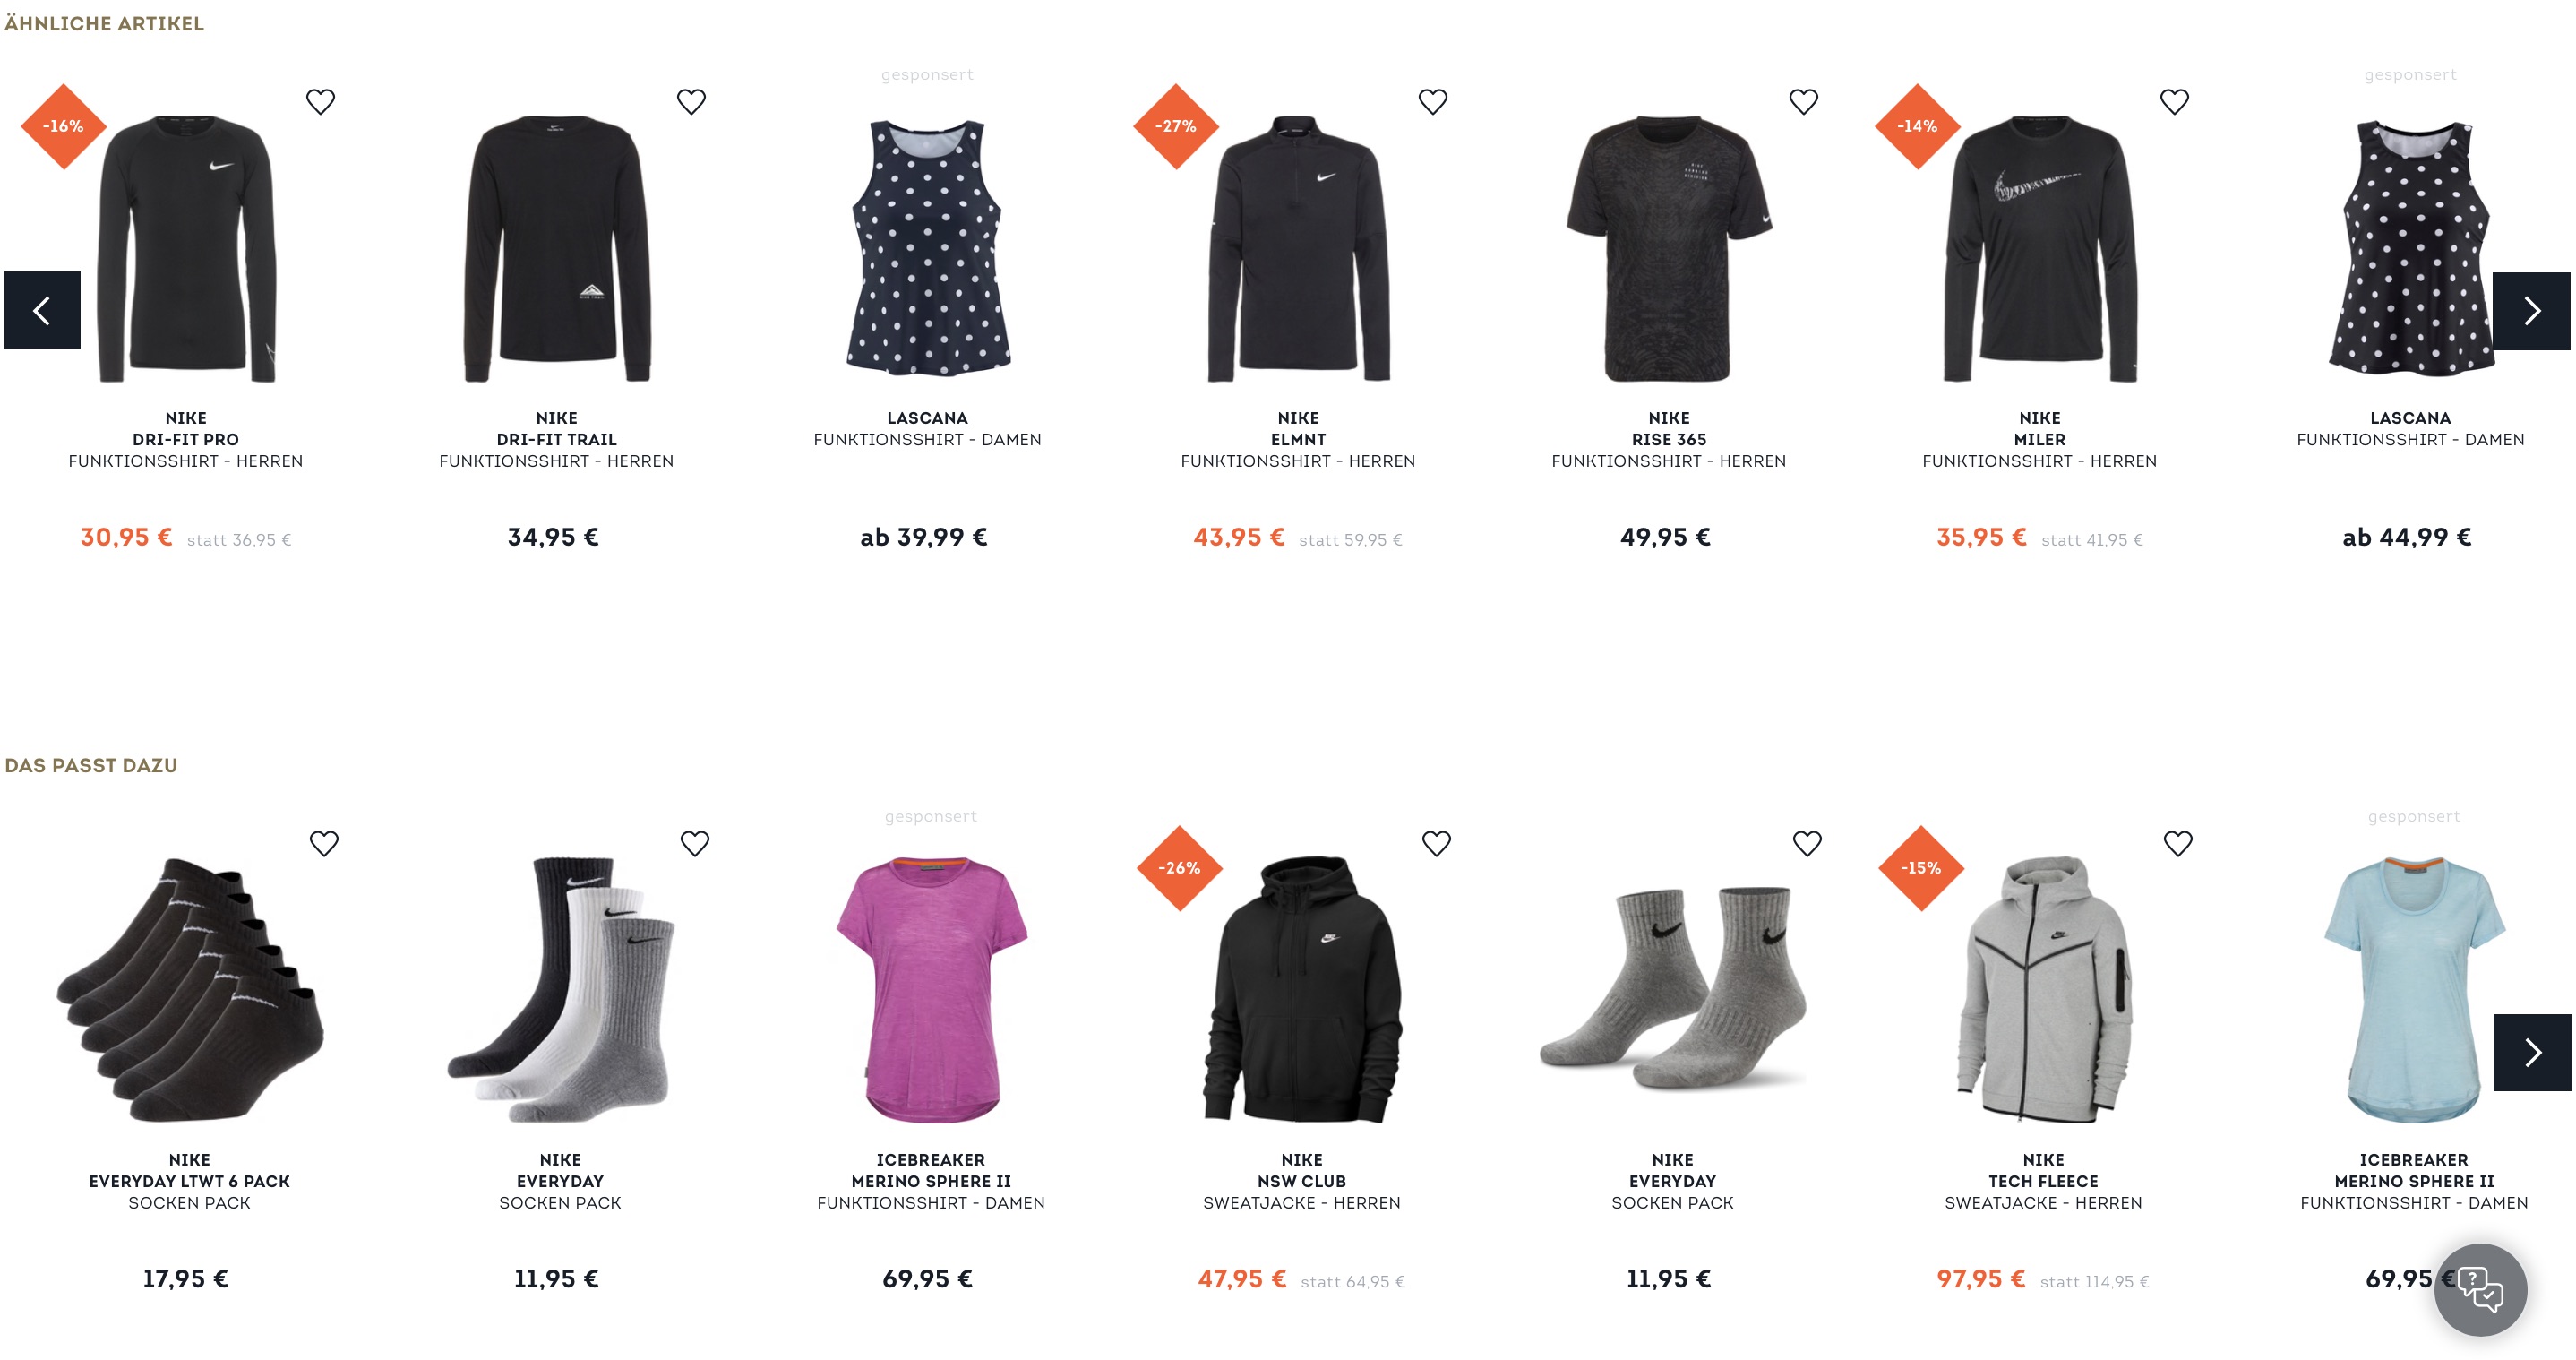 ÄHNLICHE ARTIKEL
gesponsert
gesponsert
-16%
-27%
-14%
NIKE
DRI-FIT PRO
FUNKTIONSSHIRT - HERREN
30,95 € statt 36,95 €
NIKE
DRI-FIT TRAIL
FUNKTIONSSHIRT - HERREN
34,95 €
LASCANA
FUNKTIONSSHIRT - DAMEN
ab 39,99 €
NIKE
ELMNT
FUNKTIONSSHIRT - HERREN
43,95 € statt 59,95 €
NIKE
RISE 365
FUNKTIONSSHIRT - HERREN
49,95 €
NIKE
MILER
FUNKTIONSSHIRT - HERREN
35,95 € statt 41,95 €
LASCANA
FUNKTIONSSHIRT - DAMEN
ab 44,99 €
DAS PASST DAZU
gesponsert
gesponsert
-26%
-15%
NIKE
EVERYDAY LTWT 6 PACK
SOCKEN PACK
17,95 €
NIKE
EVERYDAY
SOCKEN PACK
11,95 €
ICEBREAKER
MERINO SPHERE II
FUNKTIONSSHIRT - DAMEN
69,95 €
NIKE
NSW CLUB
SWEATJACKE - HERREN
47,95 € statt 64,95 €
NIKE
EVERYDAY
SOCKEN PACK
11,95 €
NIKE
TECH FLEECE
SWEATJACKE - HERREN
97,95 € statt 114,95 €
ICEBREAKER
MERINO SPHERE II
FUNKTIONSSHIRT - DAMEN
69,95 €